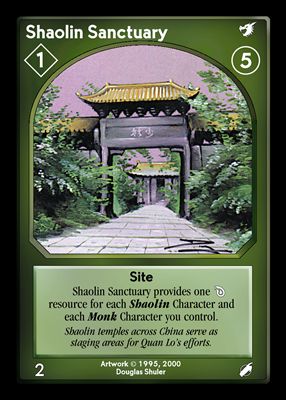 Shaolin Sanctuary
1 5
Site
Shaolin Sanctuary provides one
resource for each Shaolin Character and
each Monk Character you control.
Shaolin temples across China serve as
staging areas for Quan Lo's efforts.
2
Artwork © 1995, 2000
Douglas Shuler